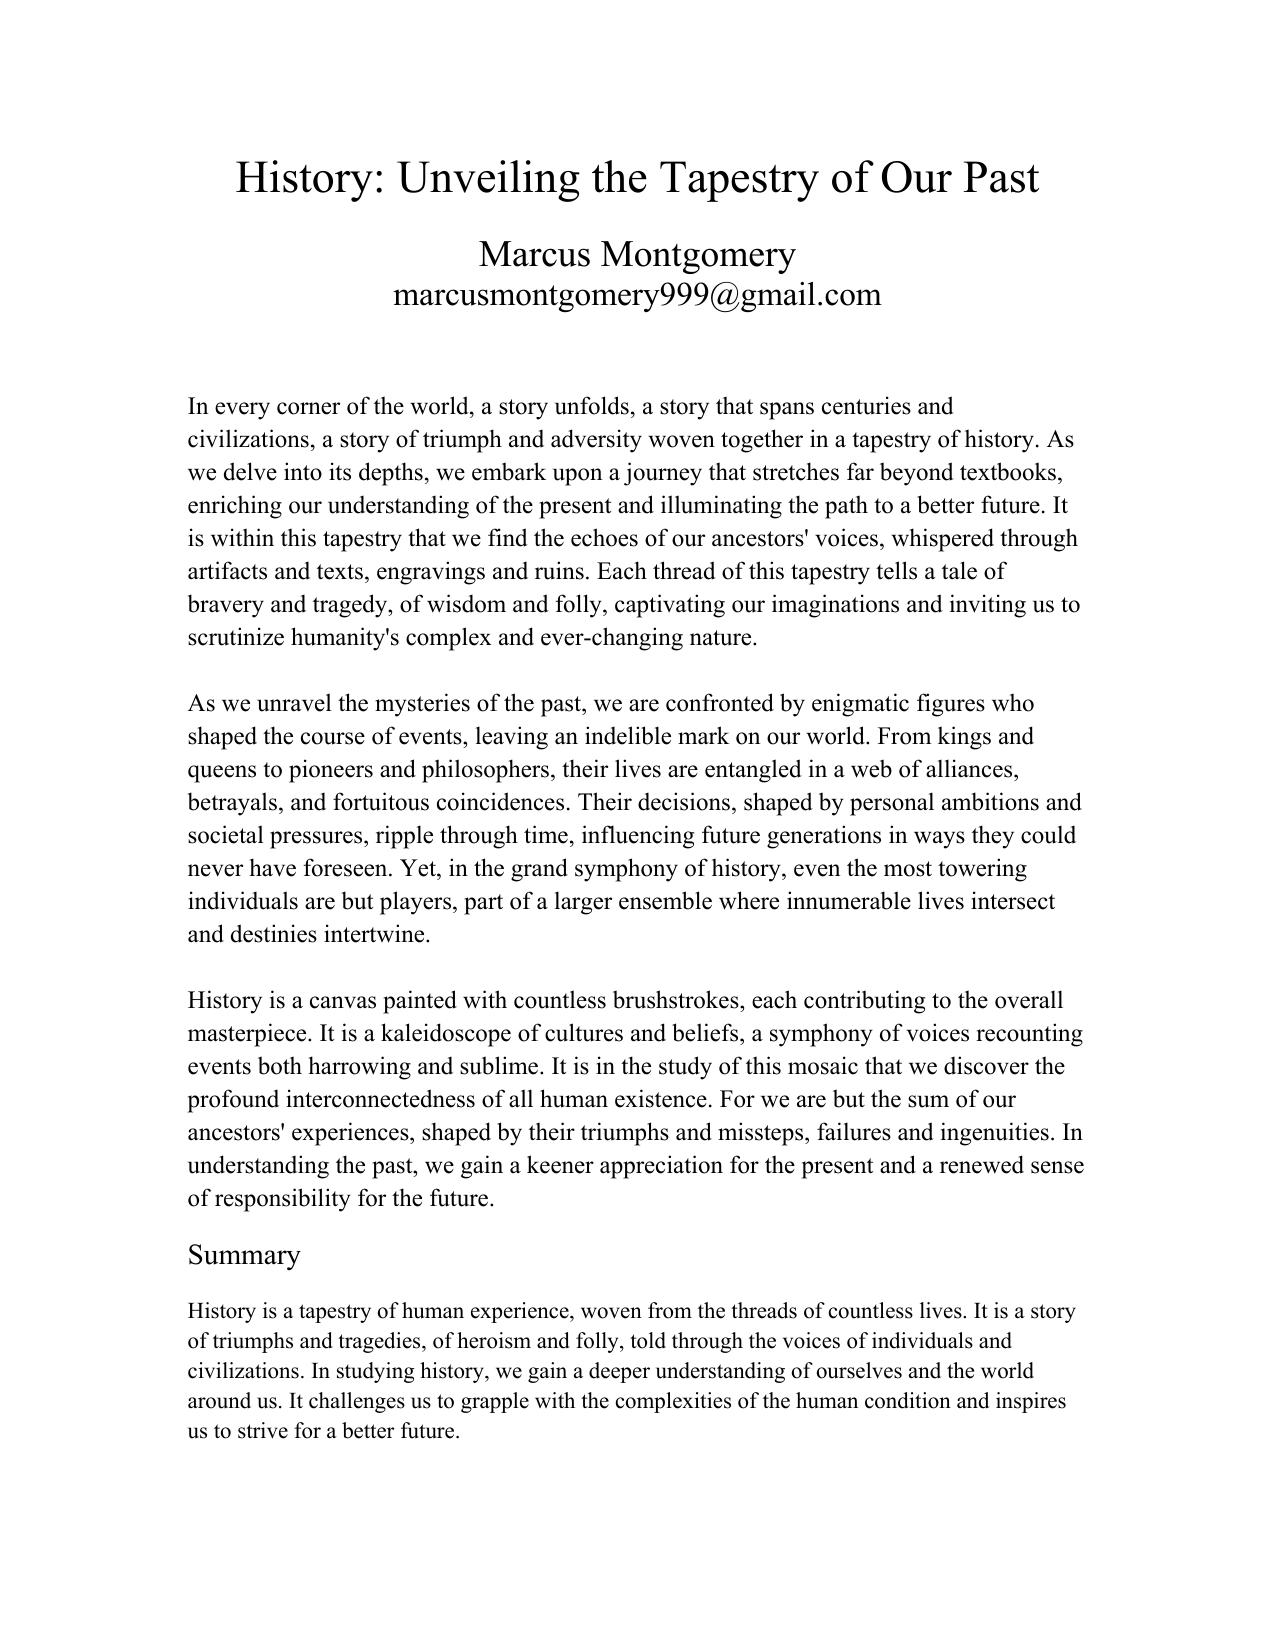 History: Unveiling the Tapestry of Our Past
Marcus Montgomery
marcusmontgomery999@gmail.com
In every corner of the world, a story unfolds, a story that spans centuries and
civilizations, a story of triumph and adversity woven together in a tapestry of history. As
we delve into its depths, we embark upon a journey that stretches far beyond textbooks,
enriching our understanding of the present and illuminating the path to a better future. It
is within this tapestry that we find the echoes of our ancestors' voices, whispered through
artifacts and texts, engravings and ruins. Each thread of this tapestry tells a tale of
bravery and tragedy, of wisdom and folly, captivating our imaginations and inviting us to
scrutinize humanity's complex and ever-changing nature.
As we unravel the mysteries of the past, we are confronted by enigmatic figures who
shaped the course of events, leaving an indelible mark on our world. From kings and
queens to pioneers and philosophers, their lives are entangled in a web of alliances,
betrayals, and fortuitous coincidences. Their decisions, shaped by personal ambitions and
societal pressures, ripple through time, influencing future generations in ways they could
never have foreseen. Yet, in the grand symphony of history, even the most towering
individuals are but players, part of a larger ensemble where innumerable lives intersect
and destinies intertwine.
History is a canvas painted with countless brushstrokes, each contributing to the overall
masterpiece. It is a kaleidoscope of cultures and beliefs, a symphony of voices recounting
events both harrowing and sublime. It is in the study of this mosaic that we discover the
profound interconnectedness of all human existence. For we are but the sum of our
ancestors' experiences, shaped by their triumphs and missteps, failures and ingenuities. In
understanding the past, we gain a keener appreciation for the present and a renewed sense
of responsibility for the future.
Summary
History is a tapestry of human experience, woven from the threads of countless lives. It is a story
of triumphs and tragedies, of heroism and folly, told through the voices of individuals and
civilizations. In studying history, we gain a deeper understanding of ourselves and the world
around us. It challenges us to grapple with the complexities of the human condition and inspires
us to strive for a better future.